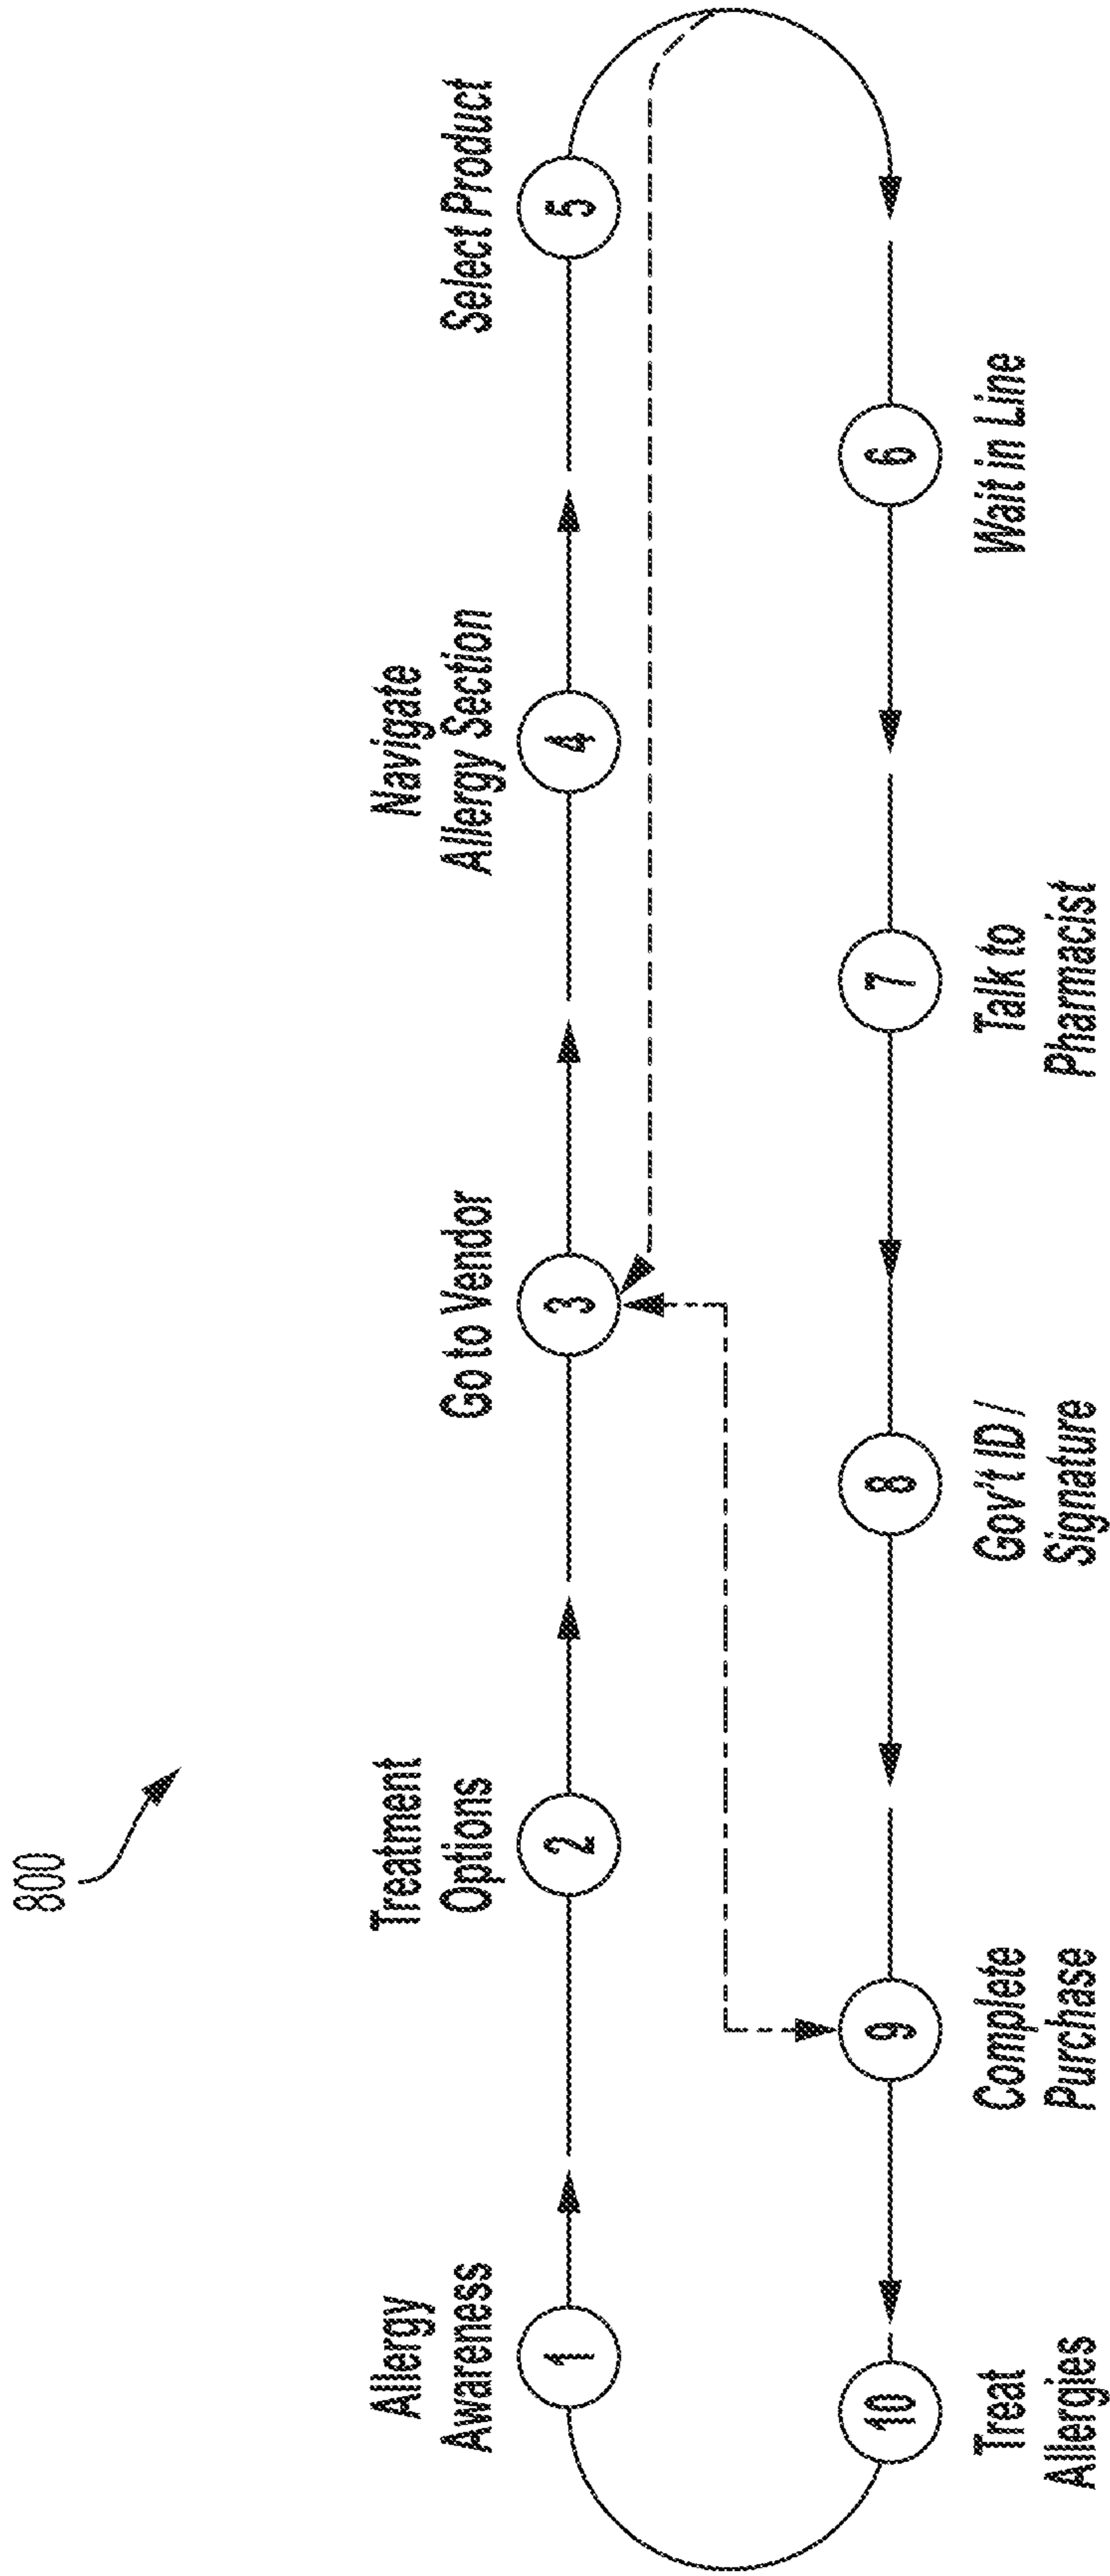 800
Allergy
Awareness
1
Treatment
Options
2
Go to Vendor
3
Navigate
Allergy Section
4
Select Product
5
6
Wait in Line
7
Talk to
Pharmacist
8
Gov't ID /
Signature
9
Complete
Purchase
10
Treat
Allergies